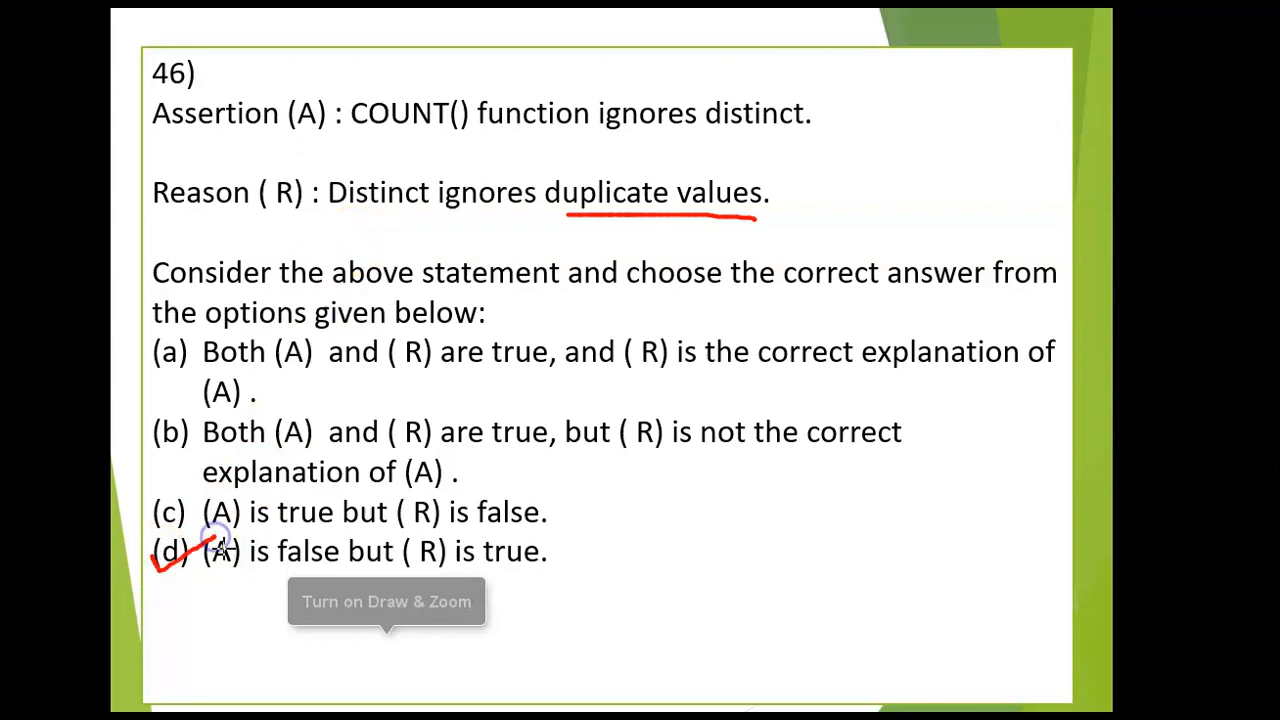 46)
Assertion (A) : COUNT() function ignores distinct.
Reason ( R) : Distinct ignores duplicate values.
Consider the above statement and choose the correct answer from
the options given below:
(a) Both (A) and ( R) are true, and ( R) is the correct explanation of
(A) .
(b) Both (A) and ( R) are true, but ( R) is not the correct
explanation of (A) .
(c) (A) is true but ( R) is false.
(d) (A) is false but ( R) is true.
Turn on Draw & Zoom